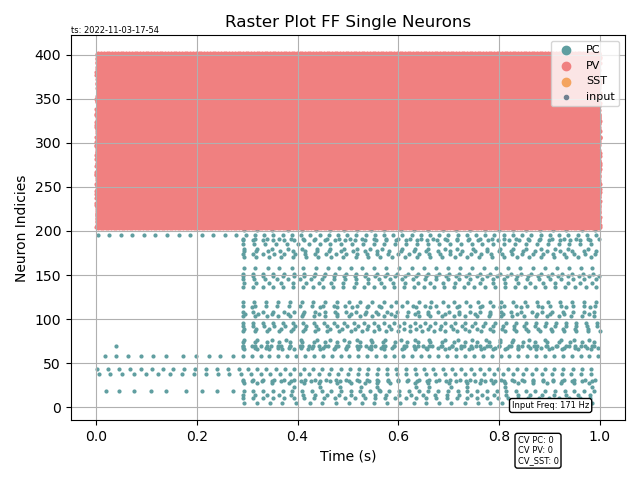 Raster Plot FF Single Neurons
ts: 2022-11-03-17-54
PC
PV
SST
input
400
350
300
250
200
150
100
50
0
Neuron Indicies
Input Freq: 171 Hz
0.0 0.2 0.4 0.6 0.8 1.0
Time (s)
CV PC: 0
CV PV: 0
CV_SST: 0